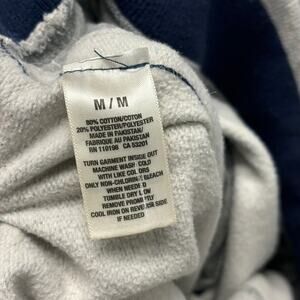 M / M
80% COTTON/COTON
20% POLYESTER/POLYESTER
MADE IN PAKISTAN/
FABRIQUE AU PAKISTAN
RN 110198 CA 53201
TURN GARMENT INSIDE OUT
MACHINE WASH COLD
WITH LIKE COLORS
ONLY NON-CHLORINE BLEACH
WHEN NEEDED
TUMBLE DRY LOW
REMOVE PROMPTLY
COOL IRON ON REVERSE SIDE
IF NEEDED